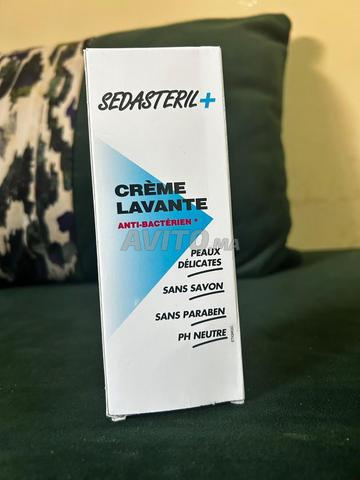 SEDASTERIL+
CRÈME
LAVANTE
ANTI-BACTÉRIEN *
AVITO.MA
PEAUX
DÉLICATES
SANS SAVON
SANS PARABEN
PH NEUTRE